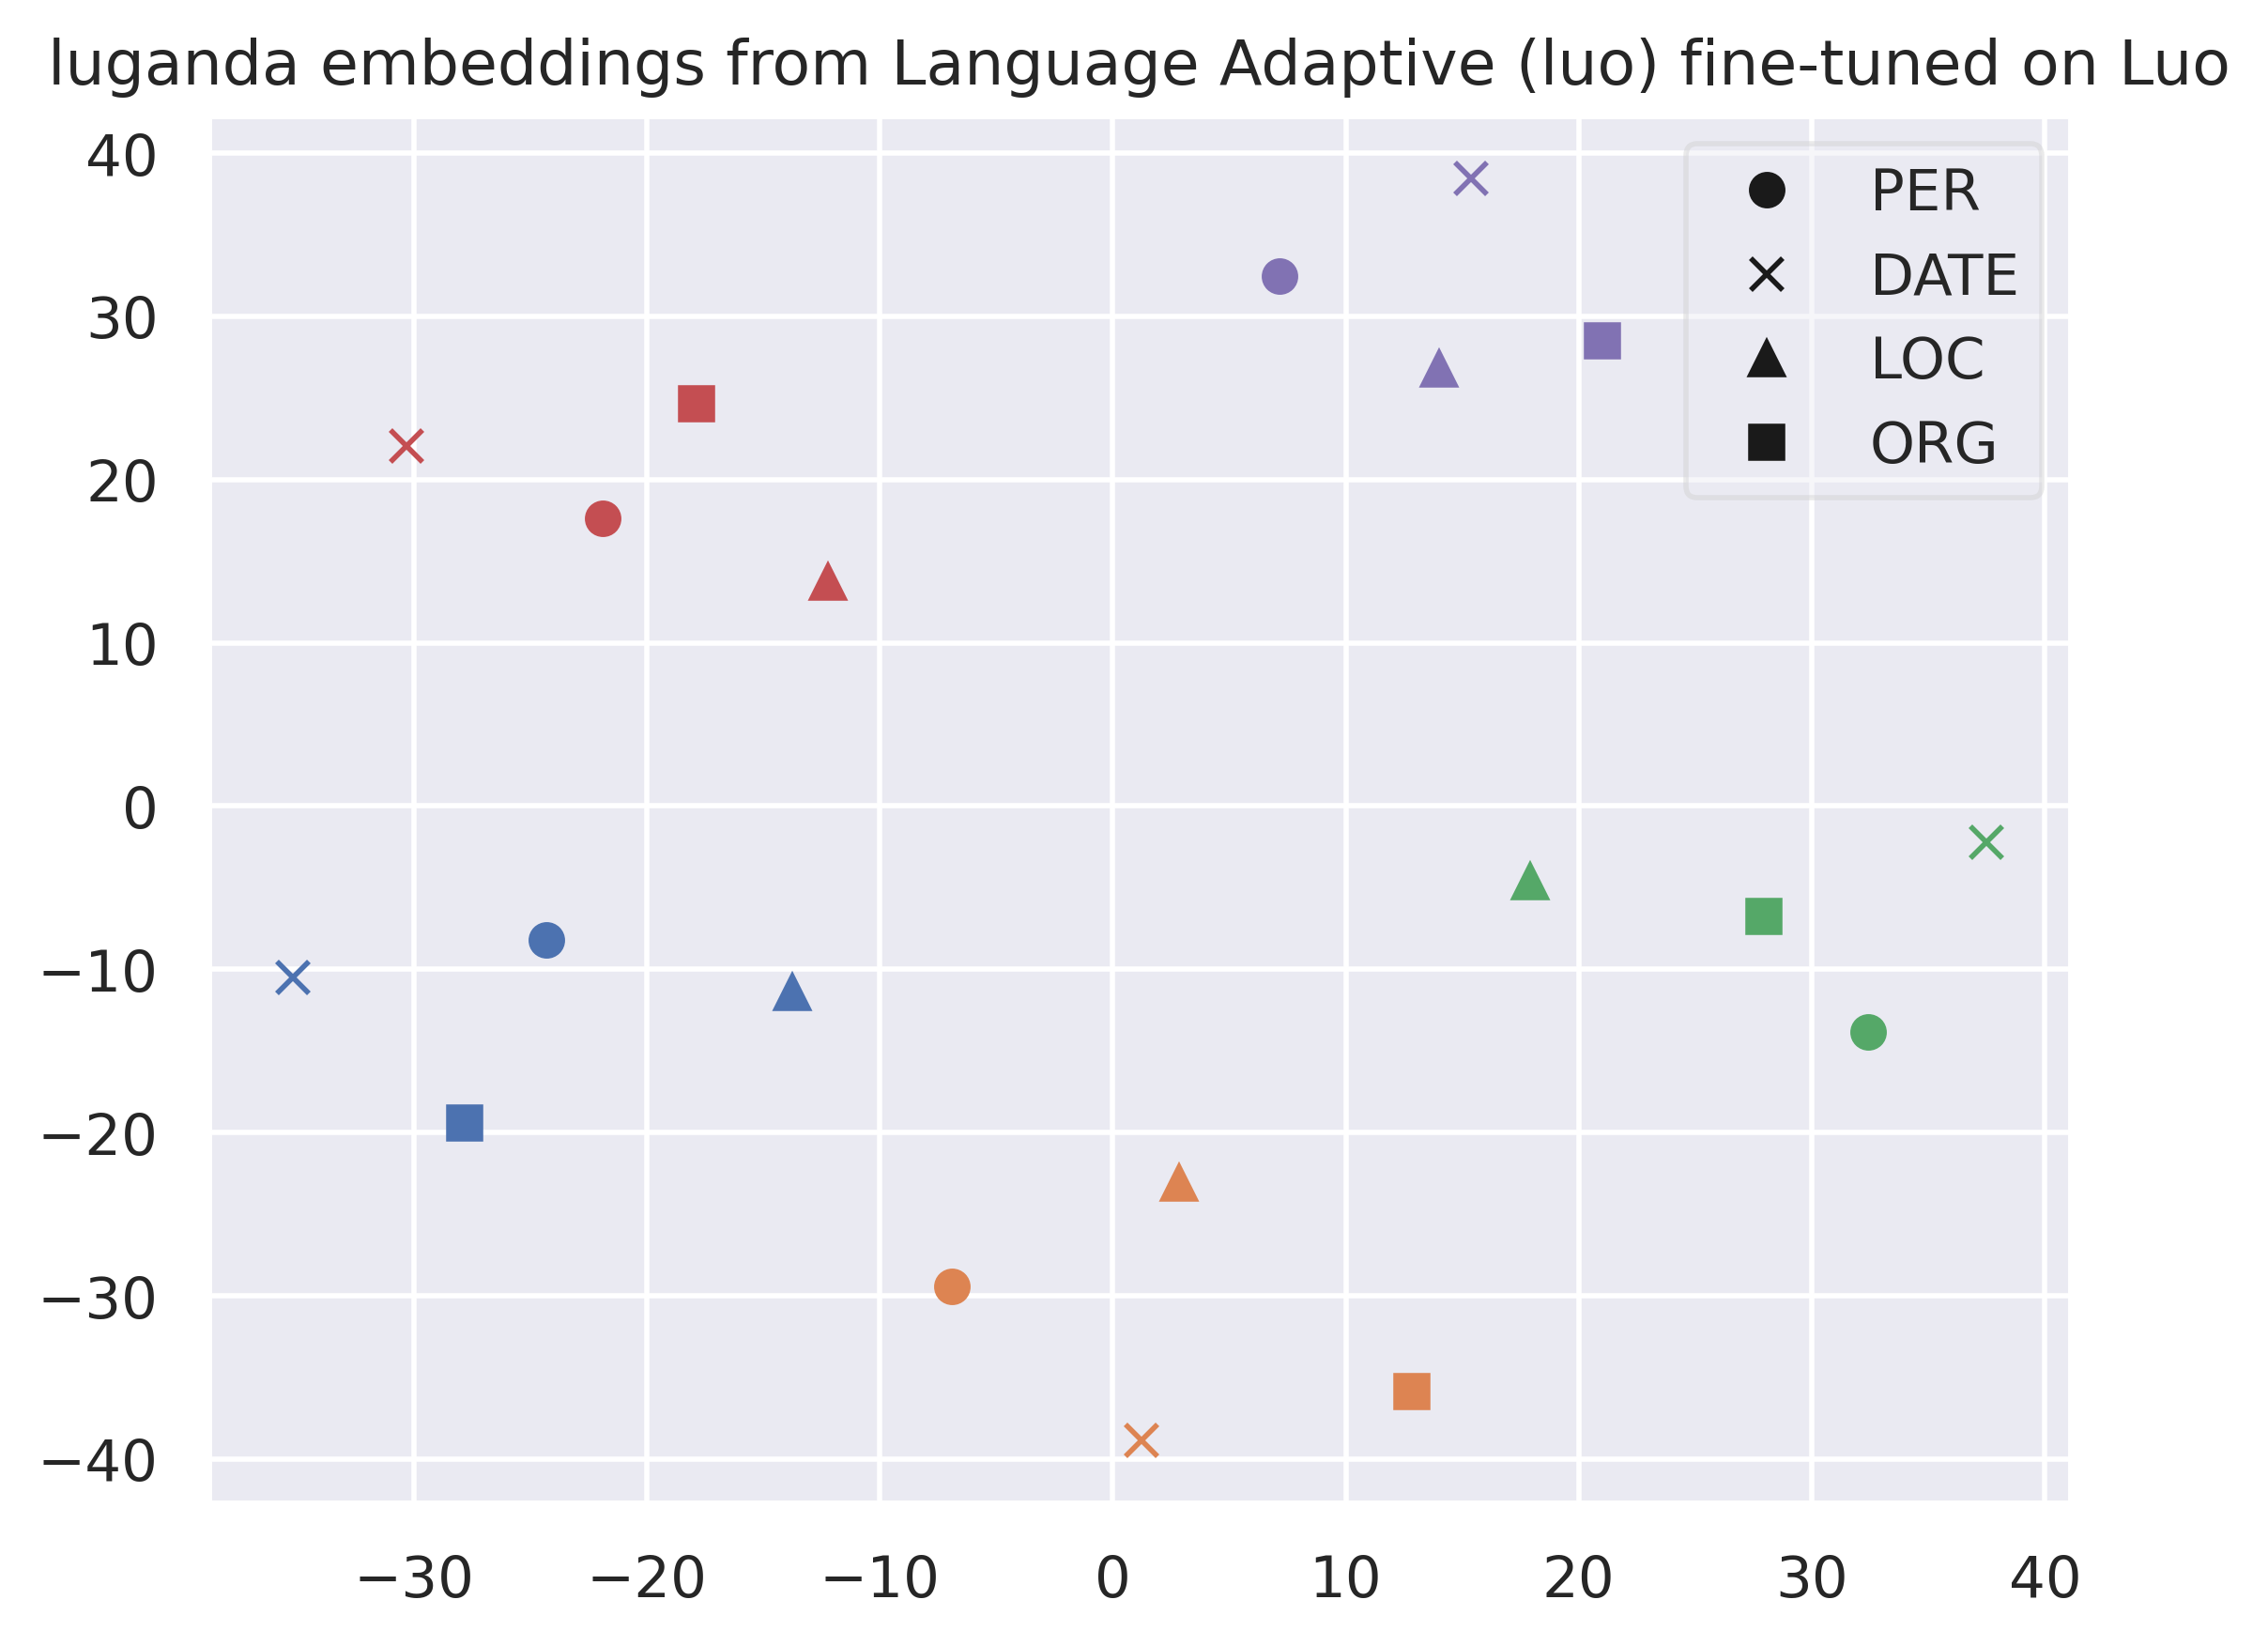 luganda embeddings from Language Adaptive (luo) fine-tuned on Luo
40
30
20
10
0
−10
−20
−30
−40
PER
DATE
LOC
ORG
−30 −20 −10 0 10 20 30 40